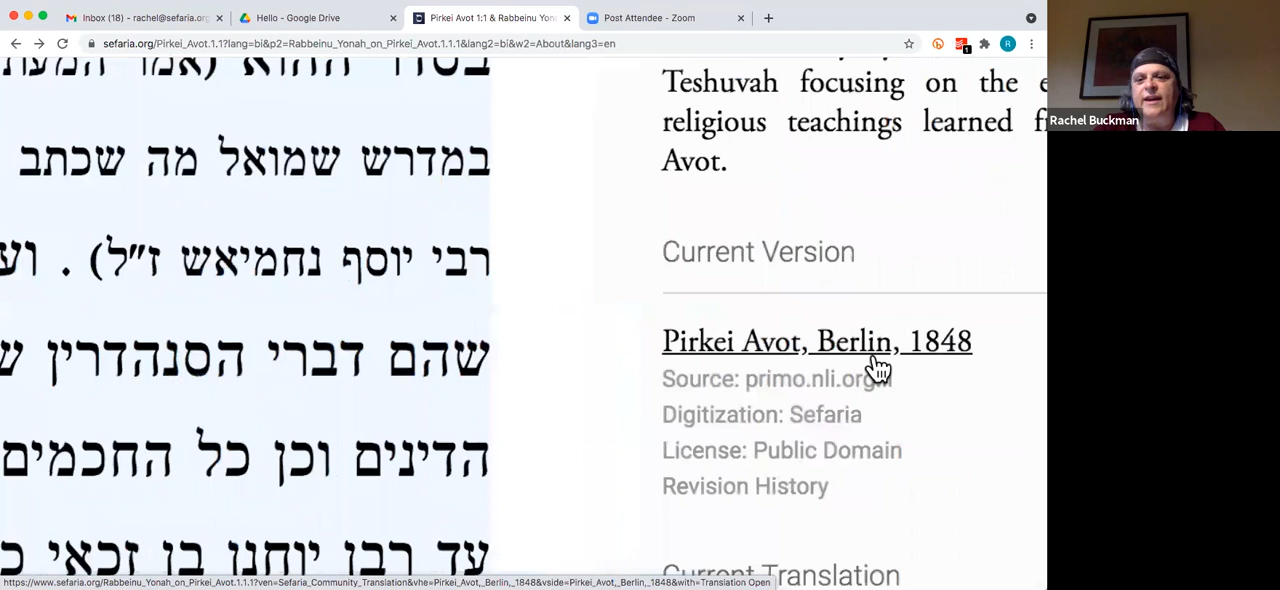 Inbox (18) - rachel@sefaria.org
Hello - Google Drive
Pirkei Avot 1:1 & Rabbeinu Yon
Post Attendee - Zoom
sefaria.org/Pirkei_Avot.1.1?lang=bi&p2=Rabbeinu_Yonah_on_Pirkei_Avot.1.1.1&lang2=bi&w2=About&lang3=en
Rachel Buckman
בסדר ההוא (אמר המעת
במדרש שמואל מה שכתב
רבי יוסף נחמיאש ז"ל) . וע
שהם דברי הסנהדרין ש
הדינים וכן כל החכמים
עד רבן יוחנן בן זכאי כ
Teshuvah focusing on the e
religious teachings learned f
Avot.
Current Version
Pirkei Avot, Berlin, 1848
Source: primo.nli.org
Digitization: Sefaria
License: Public Domain
Revision History
Current Translation
https://www.sefaria.org/Rabbeinu_Yonah_on_Pirkei_Avot.1.1.1?ven=Sefaria_Community_Translation&vhe=Pirkei_Avot,_Berlin,_1848&vside=Pirkei_Avot,_Berlin,_1848&with=Translation Open